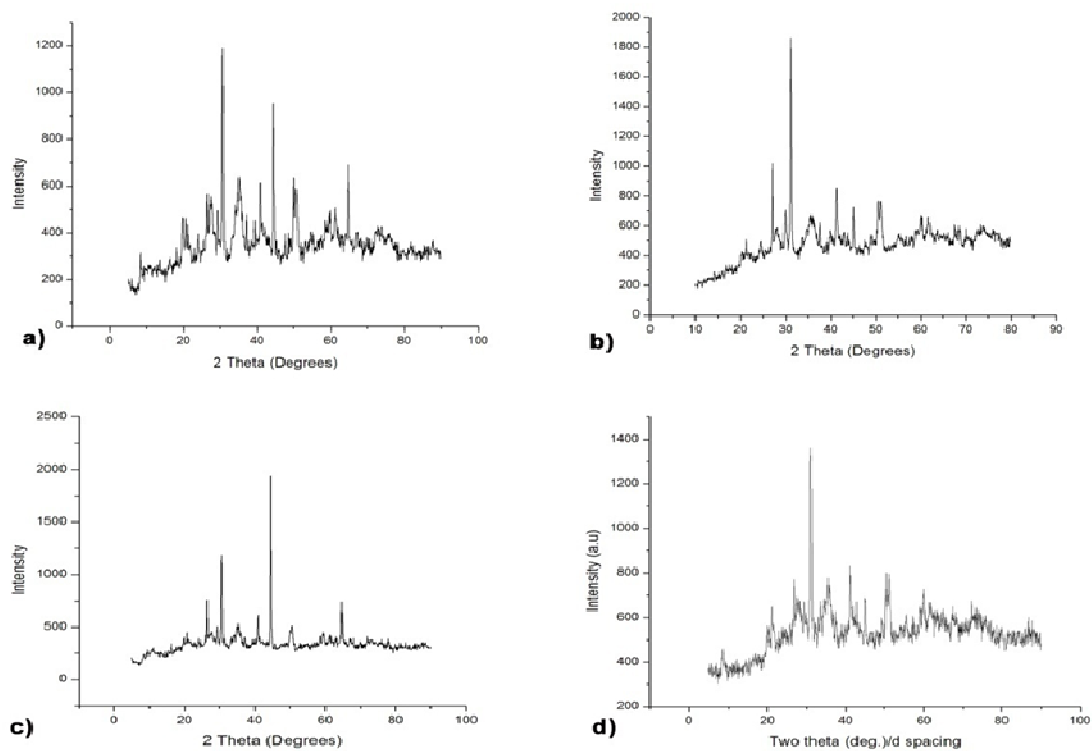 1200
1000
800
600
400
200
0
Intensity
0 20 40 60 80 100
2 Theta (Degrees)
a)
2000
1800
1600
1400
1200
1000
800
600
400
200
0
Intensity
0 10 20 30 40 50 60 70 80 90
2 Theta (Degrees)
b)
2500
2000
1500
1000
500
0
Intensity
0 20 40 60 80 100
2 Theta (Degrees)
c)
1400
1200
1000
800
600
400
200
Intensity (a.u)
0 20 40 60 80 100
Two theta (deg.)/d spacing
d)